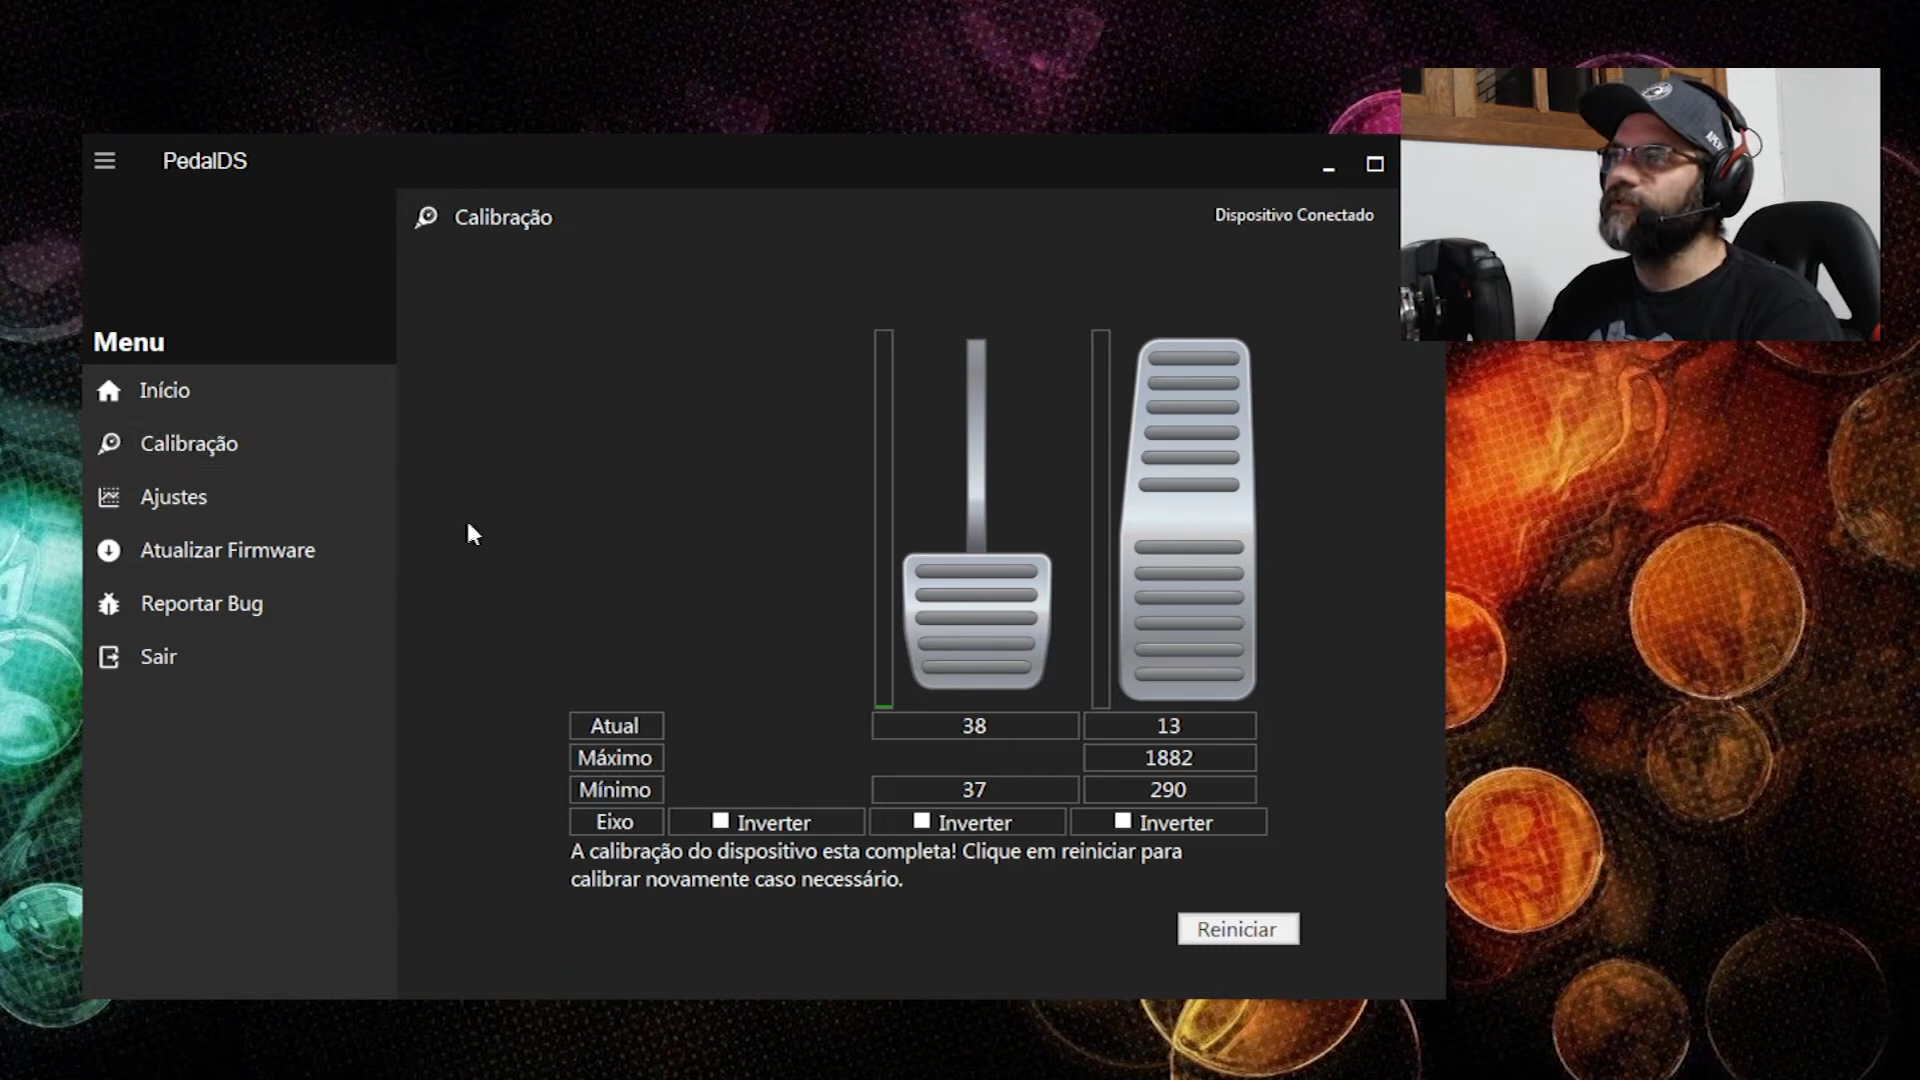 PedalDS
Calibração
Dispositivo Conectado
Menu
Início
Calibração
Ajustes
Atualizar Firmware
Reportar Bug
Sair
Atual 38 13
Máximo 1882
Mínimo 37 290
Eixo Inverter Inverter Inverter
A calibração do dispositivo esta completa! Clique em reiniciar para
calibrar novamente caso necessário.
Reiniciar